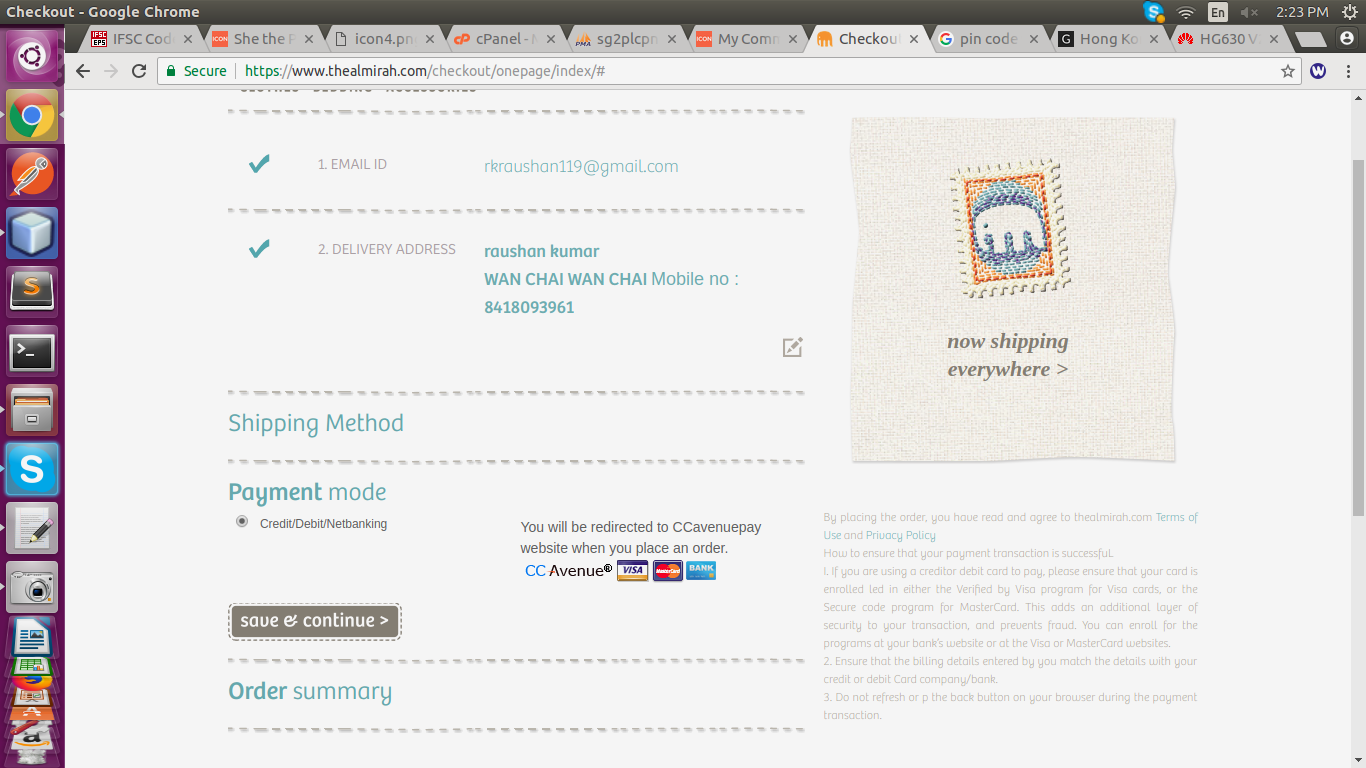 Checkout - Google Chrome
En
2:23 PM
IFSC EPS
IFSC Cod
ICON
She the P
icon4.pn
cP
cPanel - M
PMA
sg2plcpn
ICON
My Comm
Checkou
pin code
G
Hong Ko
HG630 V
Secure
https://www.thealmirah.com/checkout/onepage/index/#
1. EMAIL ID
rkraushan119@gmail.com
2. DELIVERY ADDRESS
raushan kumar
WAN CHAI WAN CHAI Mobile no :
8418093961
Shipping Method
Payment mode
Credit/Debit/Netbanking
You will be redirected to CCavenuepay
website when you place an order.
CC Avenue® VISA MasterCard BANK
save & continue >
Order summary
now shipping
everywhere >
By placing the order, you have read and agree to thealmirah.com Terms of
Use and Privacy Policy
How to ensure that your payment transaction is successful.
I. If you are using a creditor debit card to pay, please ensure that your card is
enrolled led in either the Verified by Visa program for Visa cards, or the
Secure code program for MasterCard. This adds an additional layer of
security to your transaction, and prevents fraud. You can enroll for the
programs at your bank's website or at the Visa or MasterCard websites.
2. Ensure that the billing details entered by you match the details with your
credit or debit Card company/bank.
3. Do not refresh or p the back button on your browser during the payment
transaction.